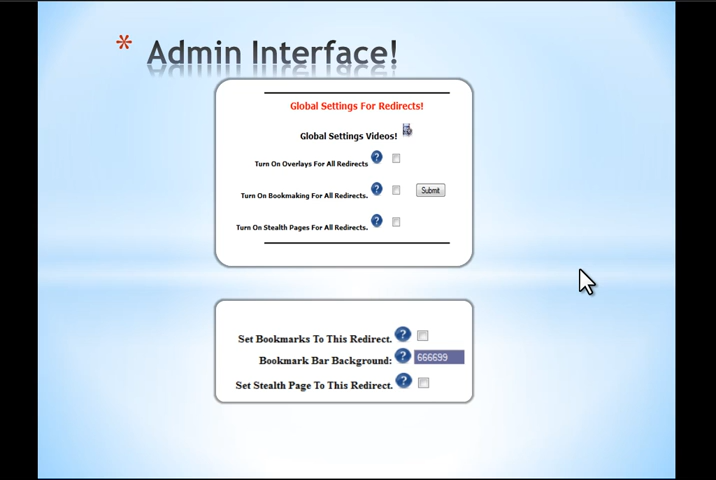 * Admin Interface!
Global Settings For Redirects!
Global Settings Videos!
Turn On Overlays For All Redirects ?
Turn On Bookmaking For All Redirects. ? Submit
Turn On Stealth Pages For All Redirects. ?
Set Bookmarks To This Redirect. ?
Bookmark Bar Background: ? 666699
Set Stealth Page To This Redirect. ?